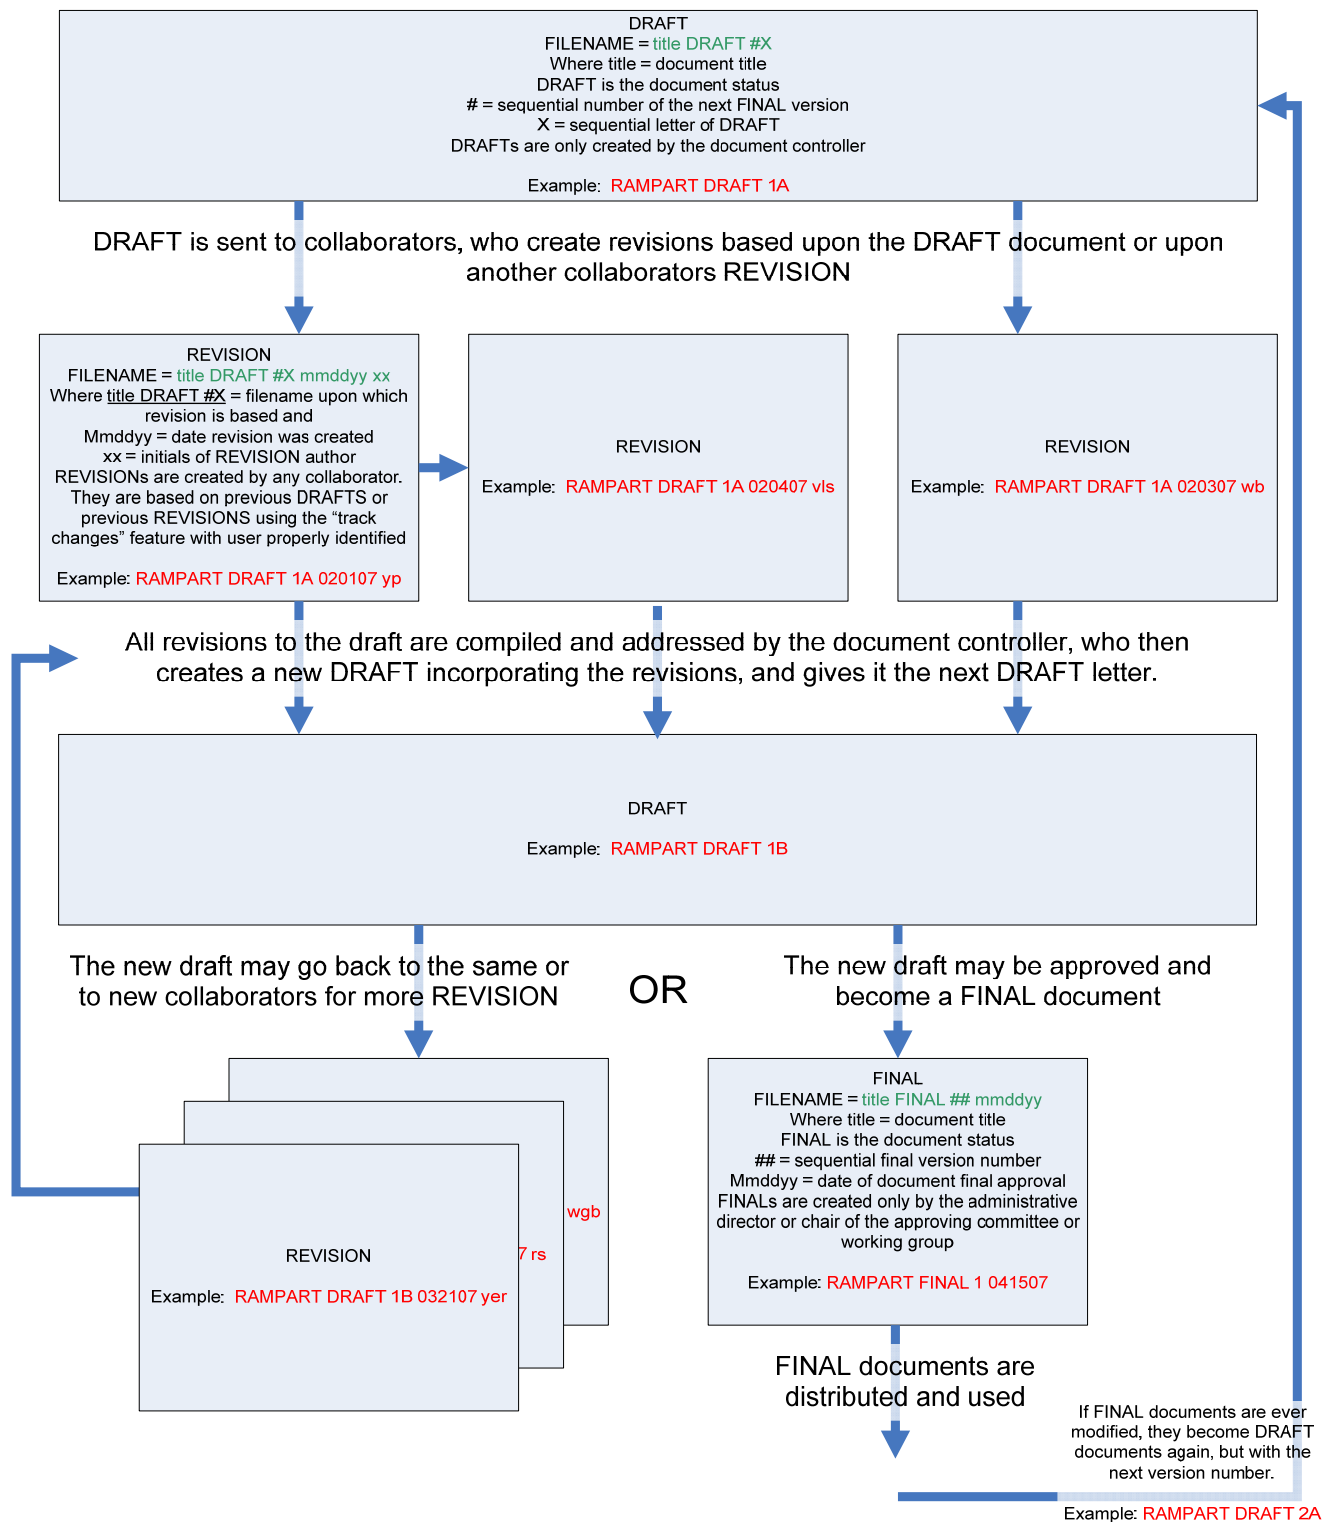 DRAFT
FILENAME = title DRAFT #X
Where title = document title
DRAFT is the document status
# = sequential number of the next FINAL version
X = sequential letter of DRAFT
DRAFTs are only created by the document controller
Example: RAMPART DRAFT 1A
DRAFT is sent to collaborators, who create revisions based upon the DRAFT document or upon
another collaborators REVISION
REVISION
FILENAME = title DRAFT #X mmddyy xx
Where title DRAFT #X = filename upon which
revision is based and
Mmddyy = date revision was created
xx = initials of REVISION author
REVISIONs are created by any collaborator.
They are based on previous DRAFTS or
previous REVISIONS using the “track
changes” feature with user properly identified
Example: RAMPART DRAFT 1A 020107 yp
REVISION
Example: RAMPART DRAFT 1A 020407 vls
REVISION
Example: RAMPART DRAFT 1A 020307 wb
All revisions to the draft are compiled and addressed by the document controller, who then
creates a new DRAFT incorporating the revisions, and gives it the next DRAFT letter.
DRAFT
Example: RAMPART DRAFT 1B
The new draft may go back to the same or
to new collaborators for more REVISION
OR
The new draft may be approved and
become a FINAL document
wgb
7 rs
REVISION
Example: RAMPART DRAFT 1B 032107 yer
FINAL
FILENAME = title FINAL ## mmddyy
Where title = document title
FINAL is the document status
## = sequential final version number
Mmddyy = date of document final approval
FINALs are created only by the administrative
director or chair of the approving committee or
working group
Example: RAMPART FINAL 1 041507
FINAL documents are
distributed and used
If FINAL documents are ever
modified, they become DRAFT
documents again, but with the
next version number.
Example: RAMPART DRAFT 2A